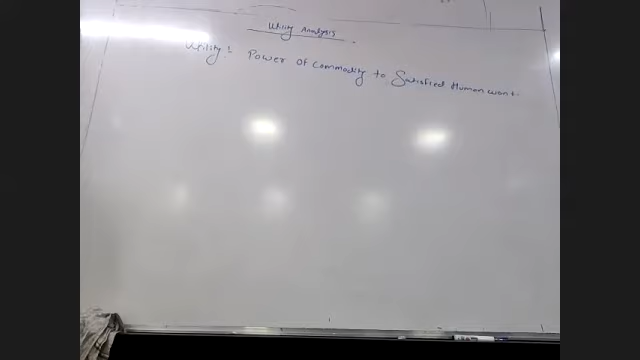 Utility Analysis
Utility: Power of Commodity to Satisfied Human want.